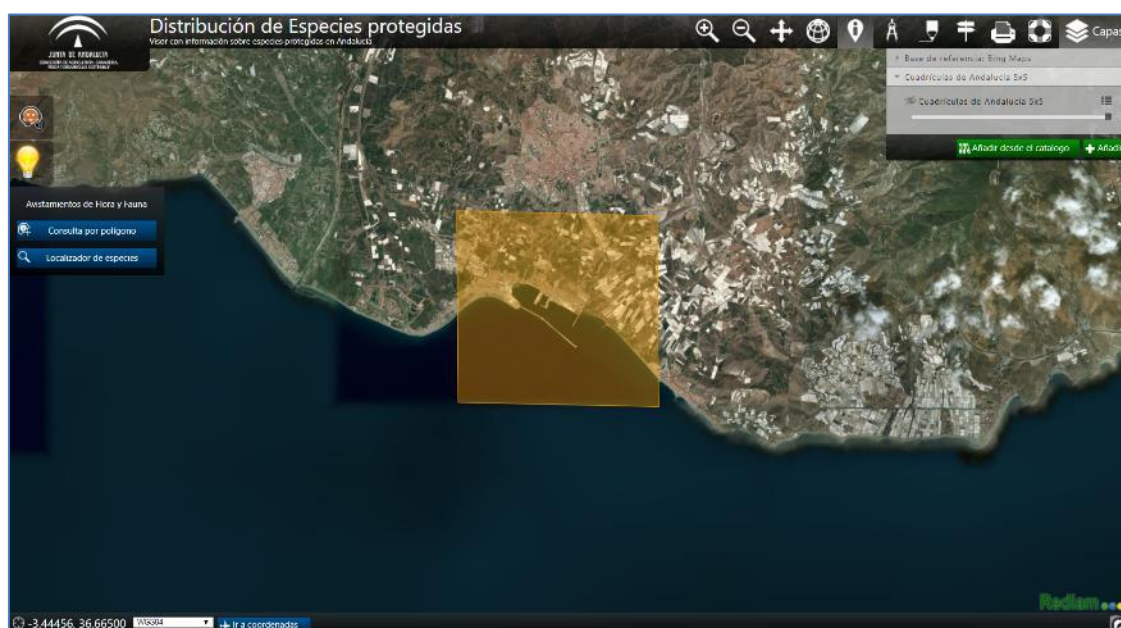 Distribución de Especies protegidas
Visor con información sobre especies protegidas en Andalucía
JUNTA DE ANDALUCIA
Capas
Base de referencia: Bing Maps
Cuadrículas de Andalucía 5x5
Cuadrículas de Andalucía 5x5
Añadir desde el catalogo
Añadir
Avistamientos de Flora y Fauna
Consulta por polígono
Localizador de especies
Rediam
-3.44456, 36.66500
WGS84
Ir a coordenadas